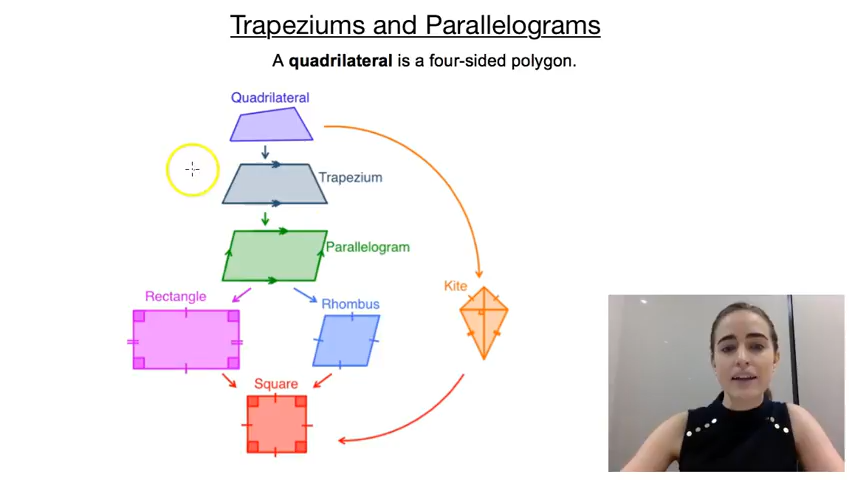 Trapeziums and Parallelograms
A quadrilateral is a four-sided polygon.
Quadrilateral
Trapezium
Parallelogram
Rectangle
Rhombus
Kite
Square